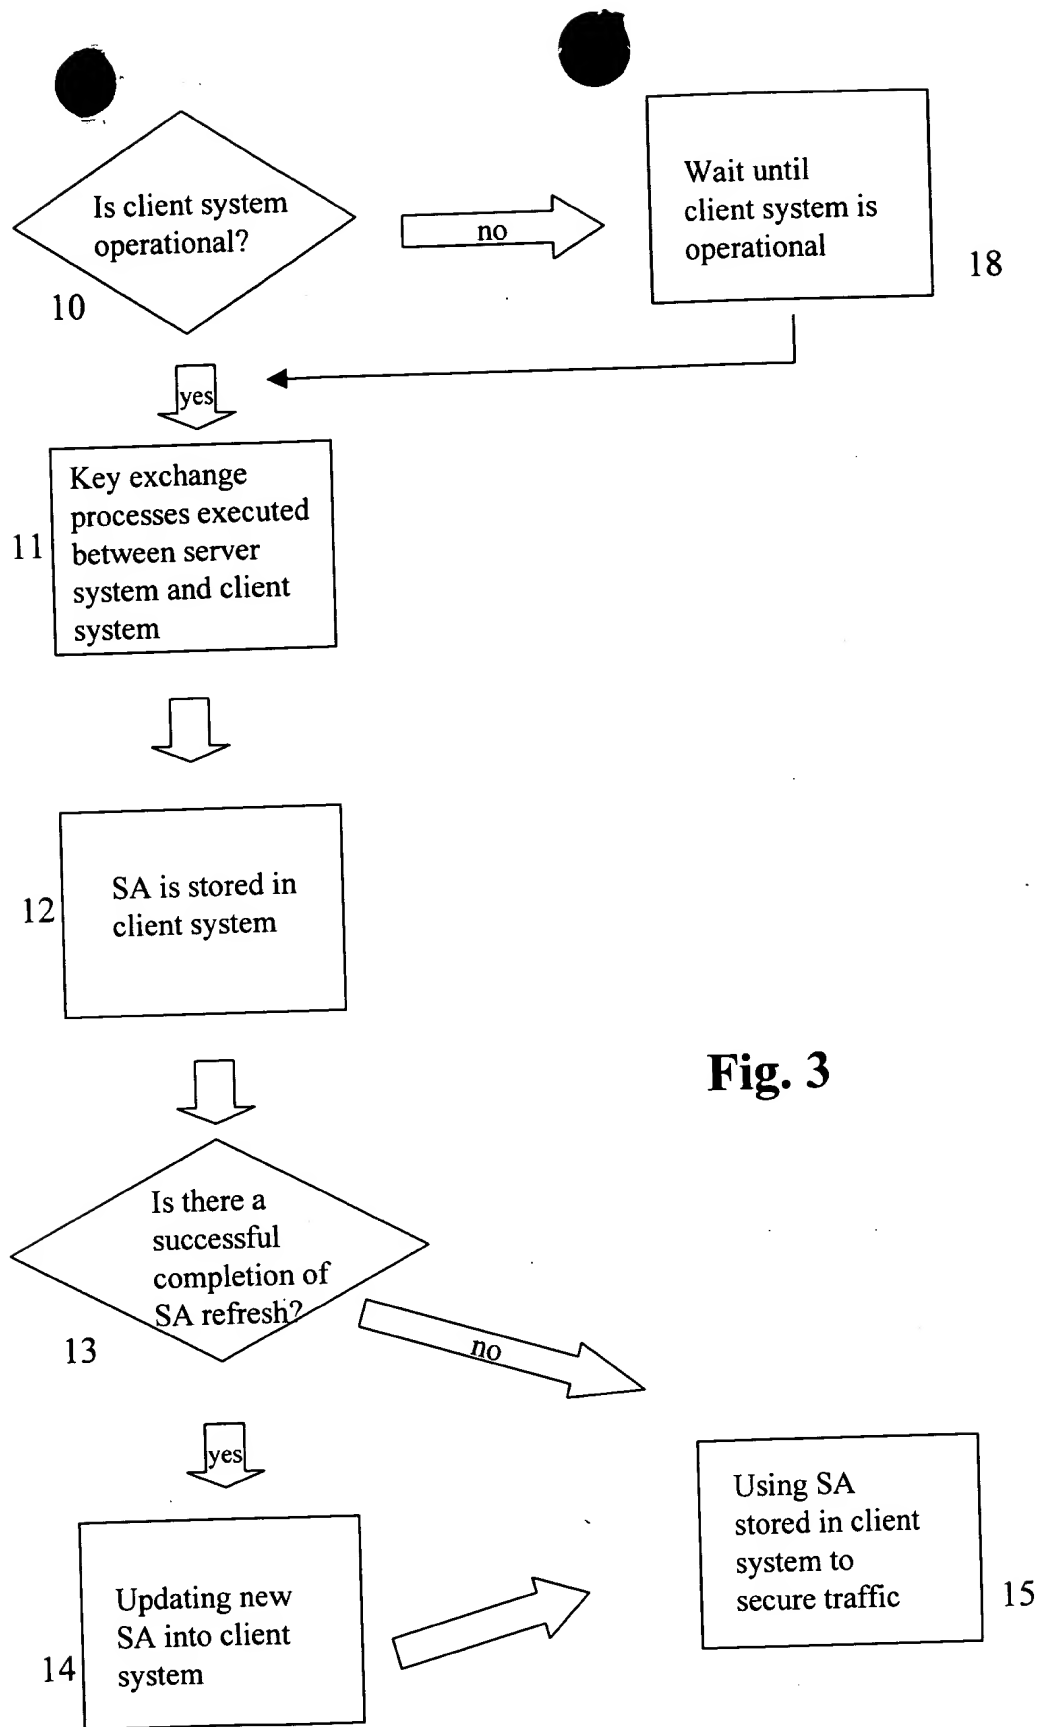 Is client system
operational?
10
no
Wait until
client system is
operational
18
yes
Key exchange
processes executed
between server
system and client
system
11
SA is stored in
client system
12
Fig. 3
Is there a
successful
completion of
SA refresh?
13
no
yes
Using SA
stored in client
system to
secure traffic
15
Updating new
SA into client
system
14